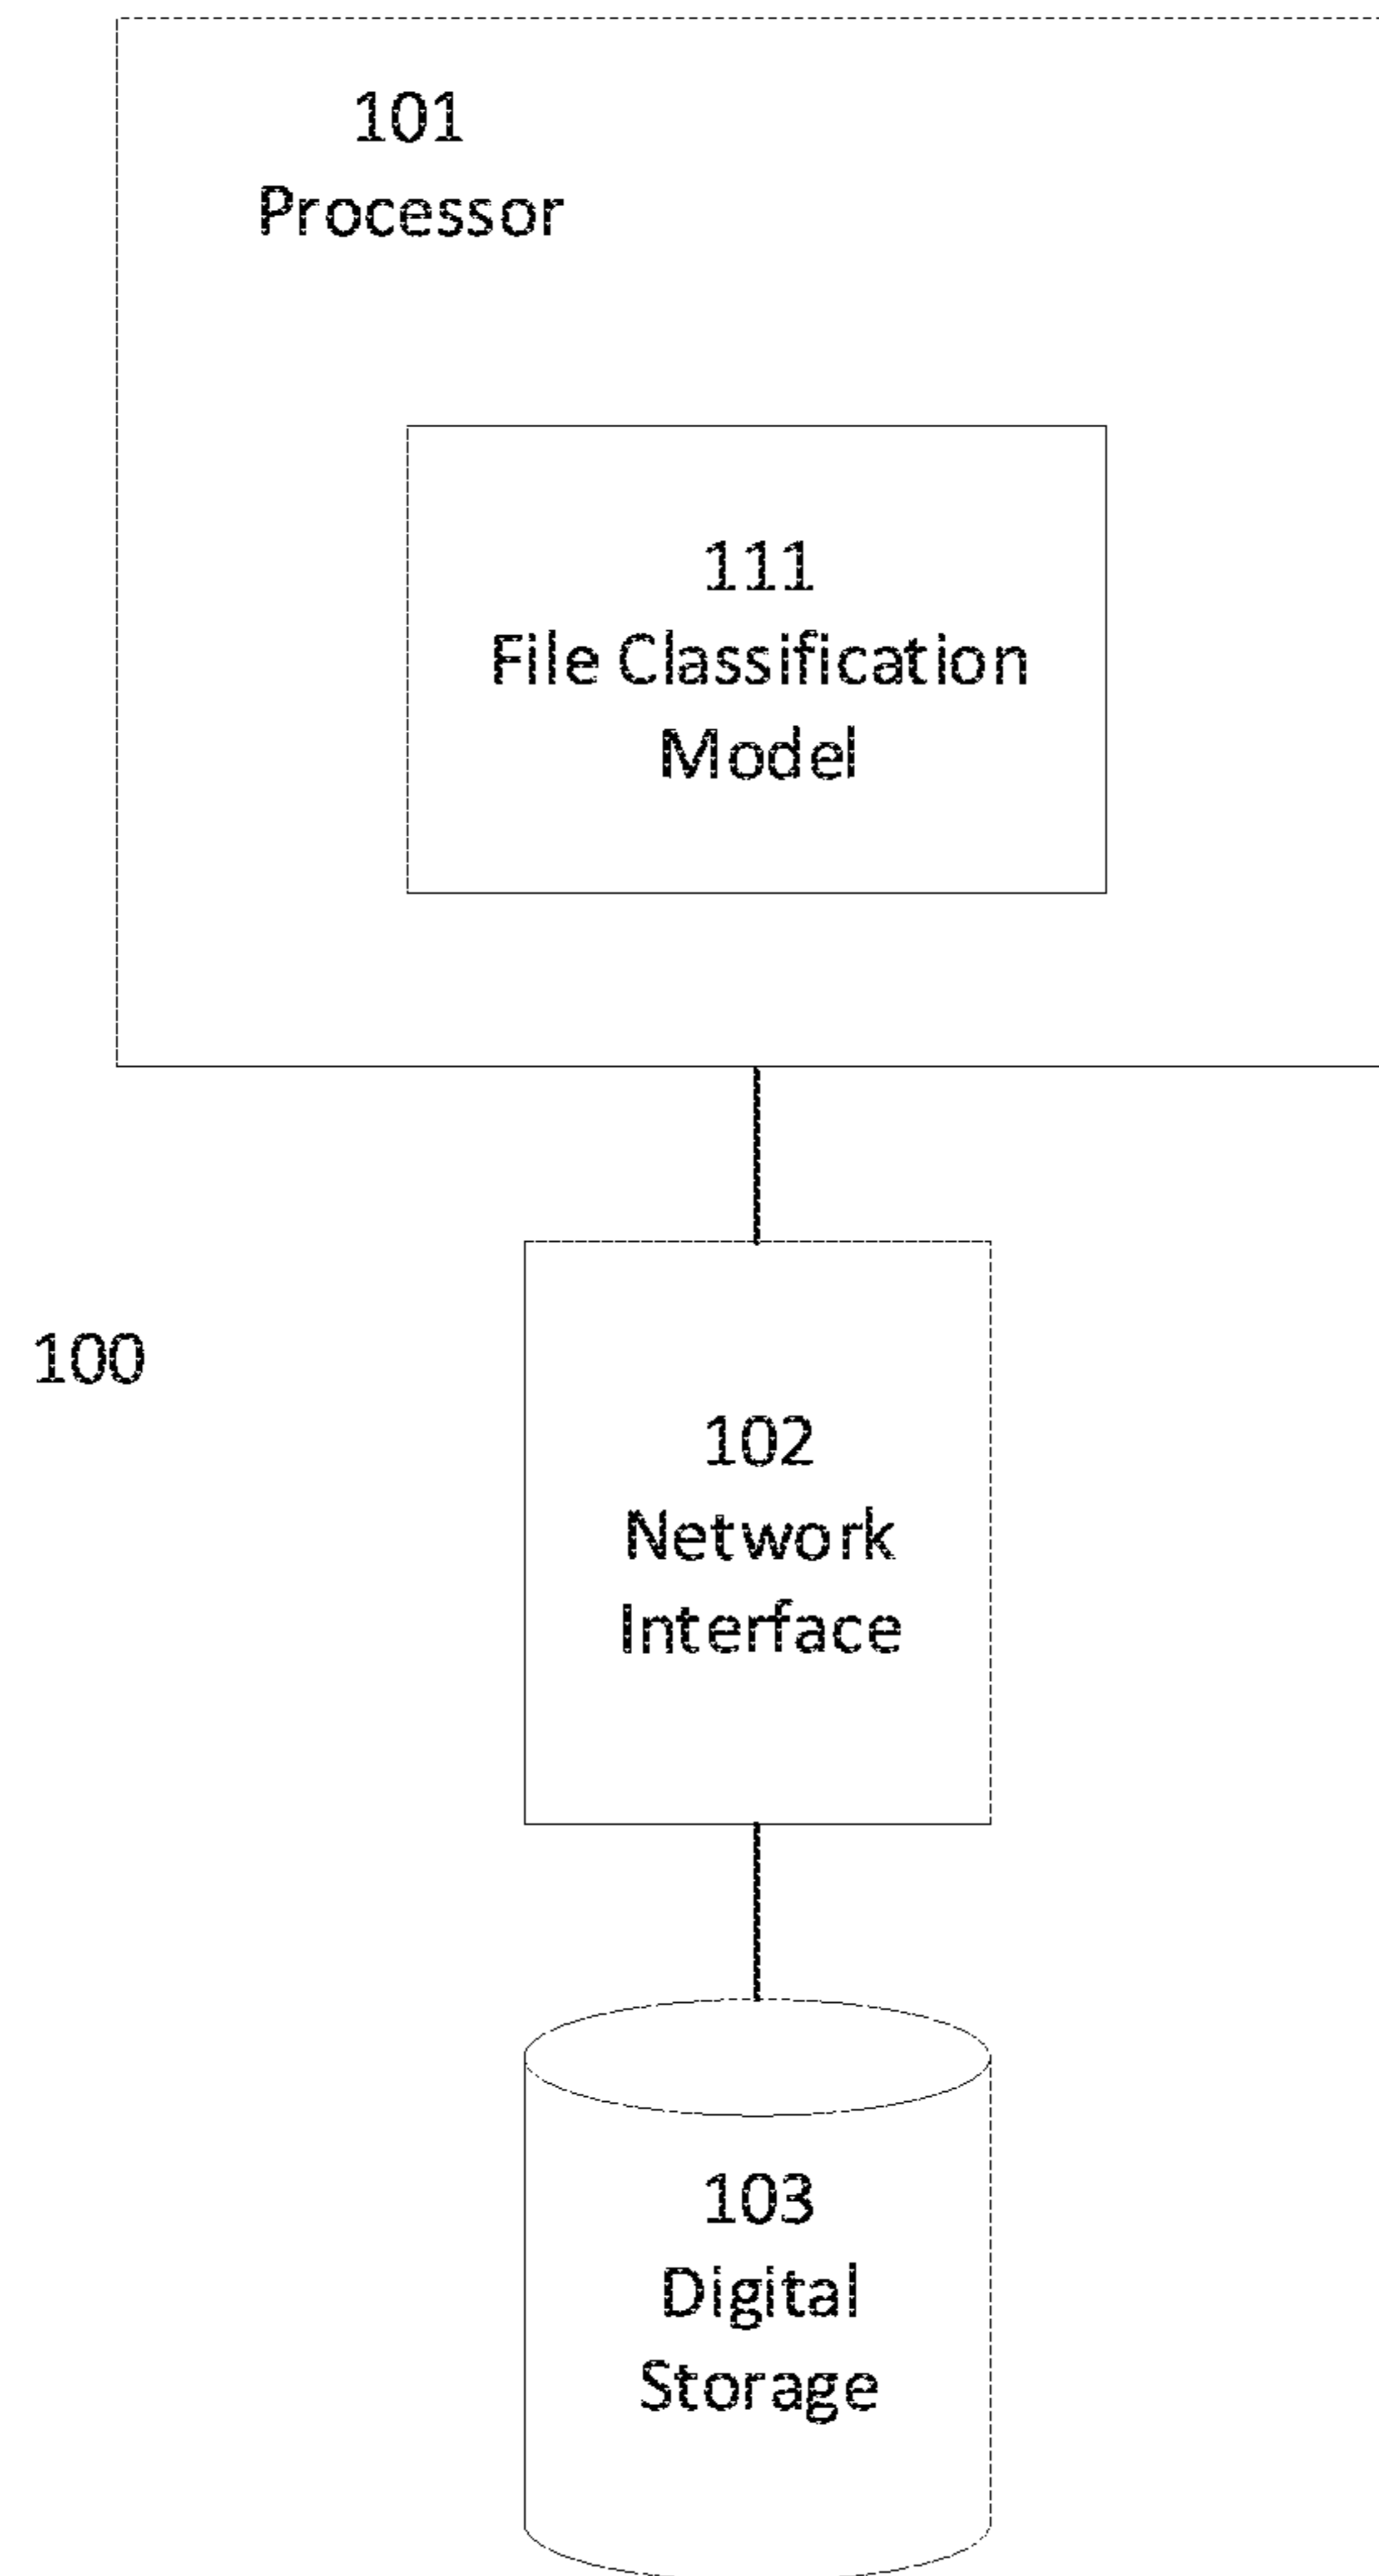 101
Processor
111
File Classification
Model
100
102
Network
Interface
103
Digital
Storage